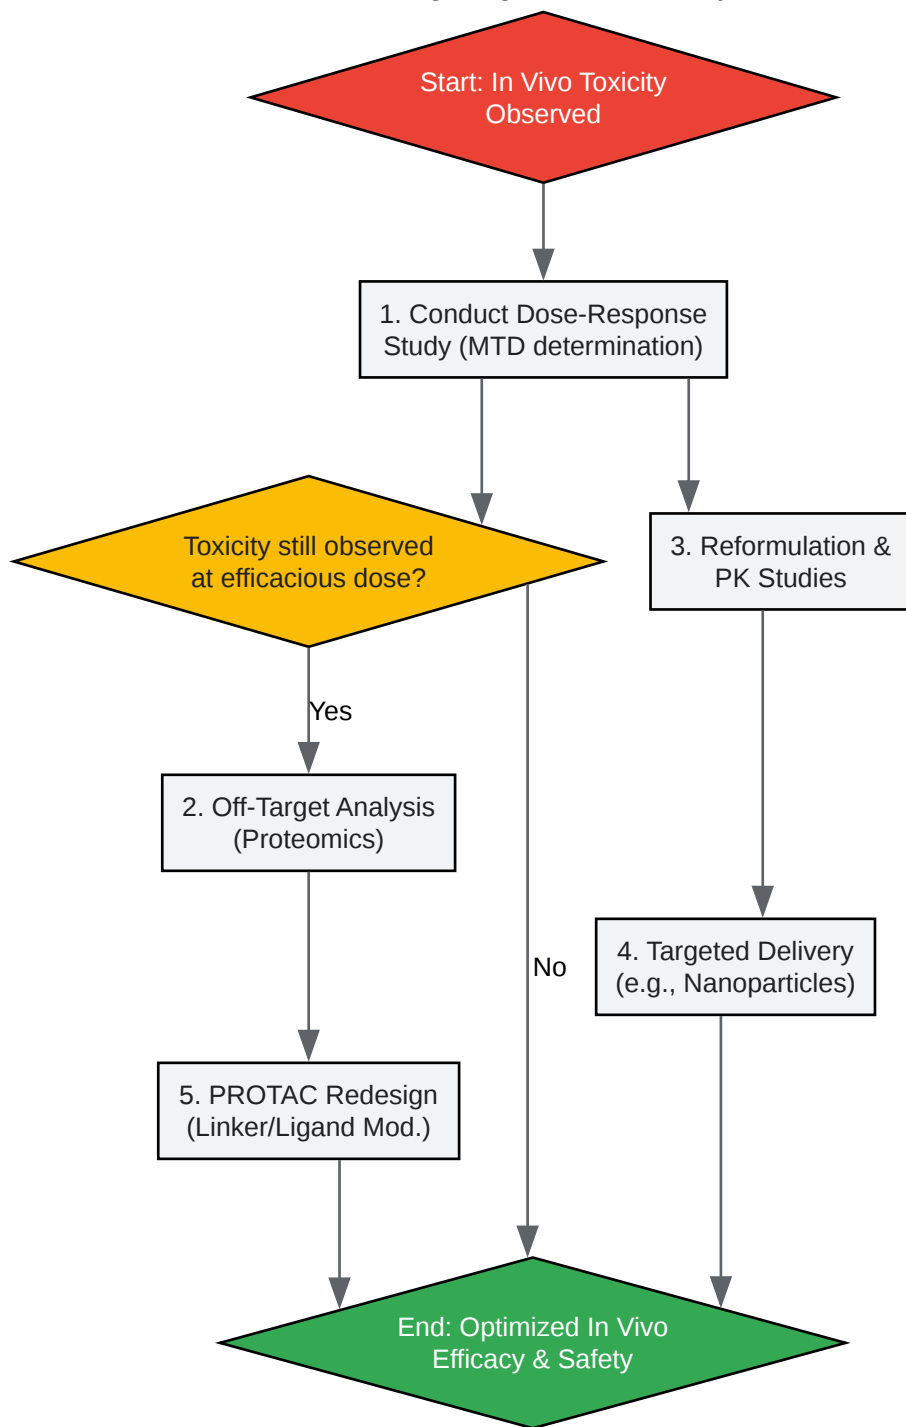 Start: In Vivo Toxicity
Observed
1. Conduct Dose-Response
Study (MTD determination)
Toxicity still observed
at efficacious dose?
3. Reformulation &
PK Studies
Yes
2. Off-Target Analysis
(Proteomics)
4. Targeted Delivery
(e.g., Nanoparticles)
No
5. PROTAC Redesign
(Linker/Ligand Mod.)
End: Optimized In Vivo
Efficacy & Safety